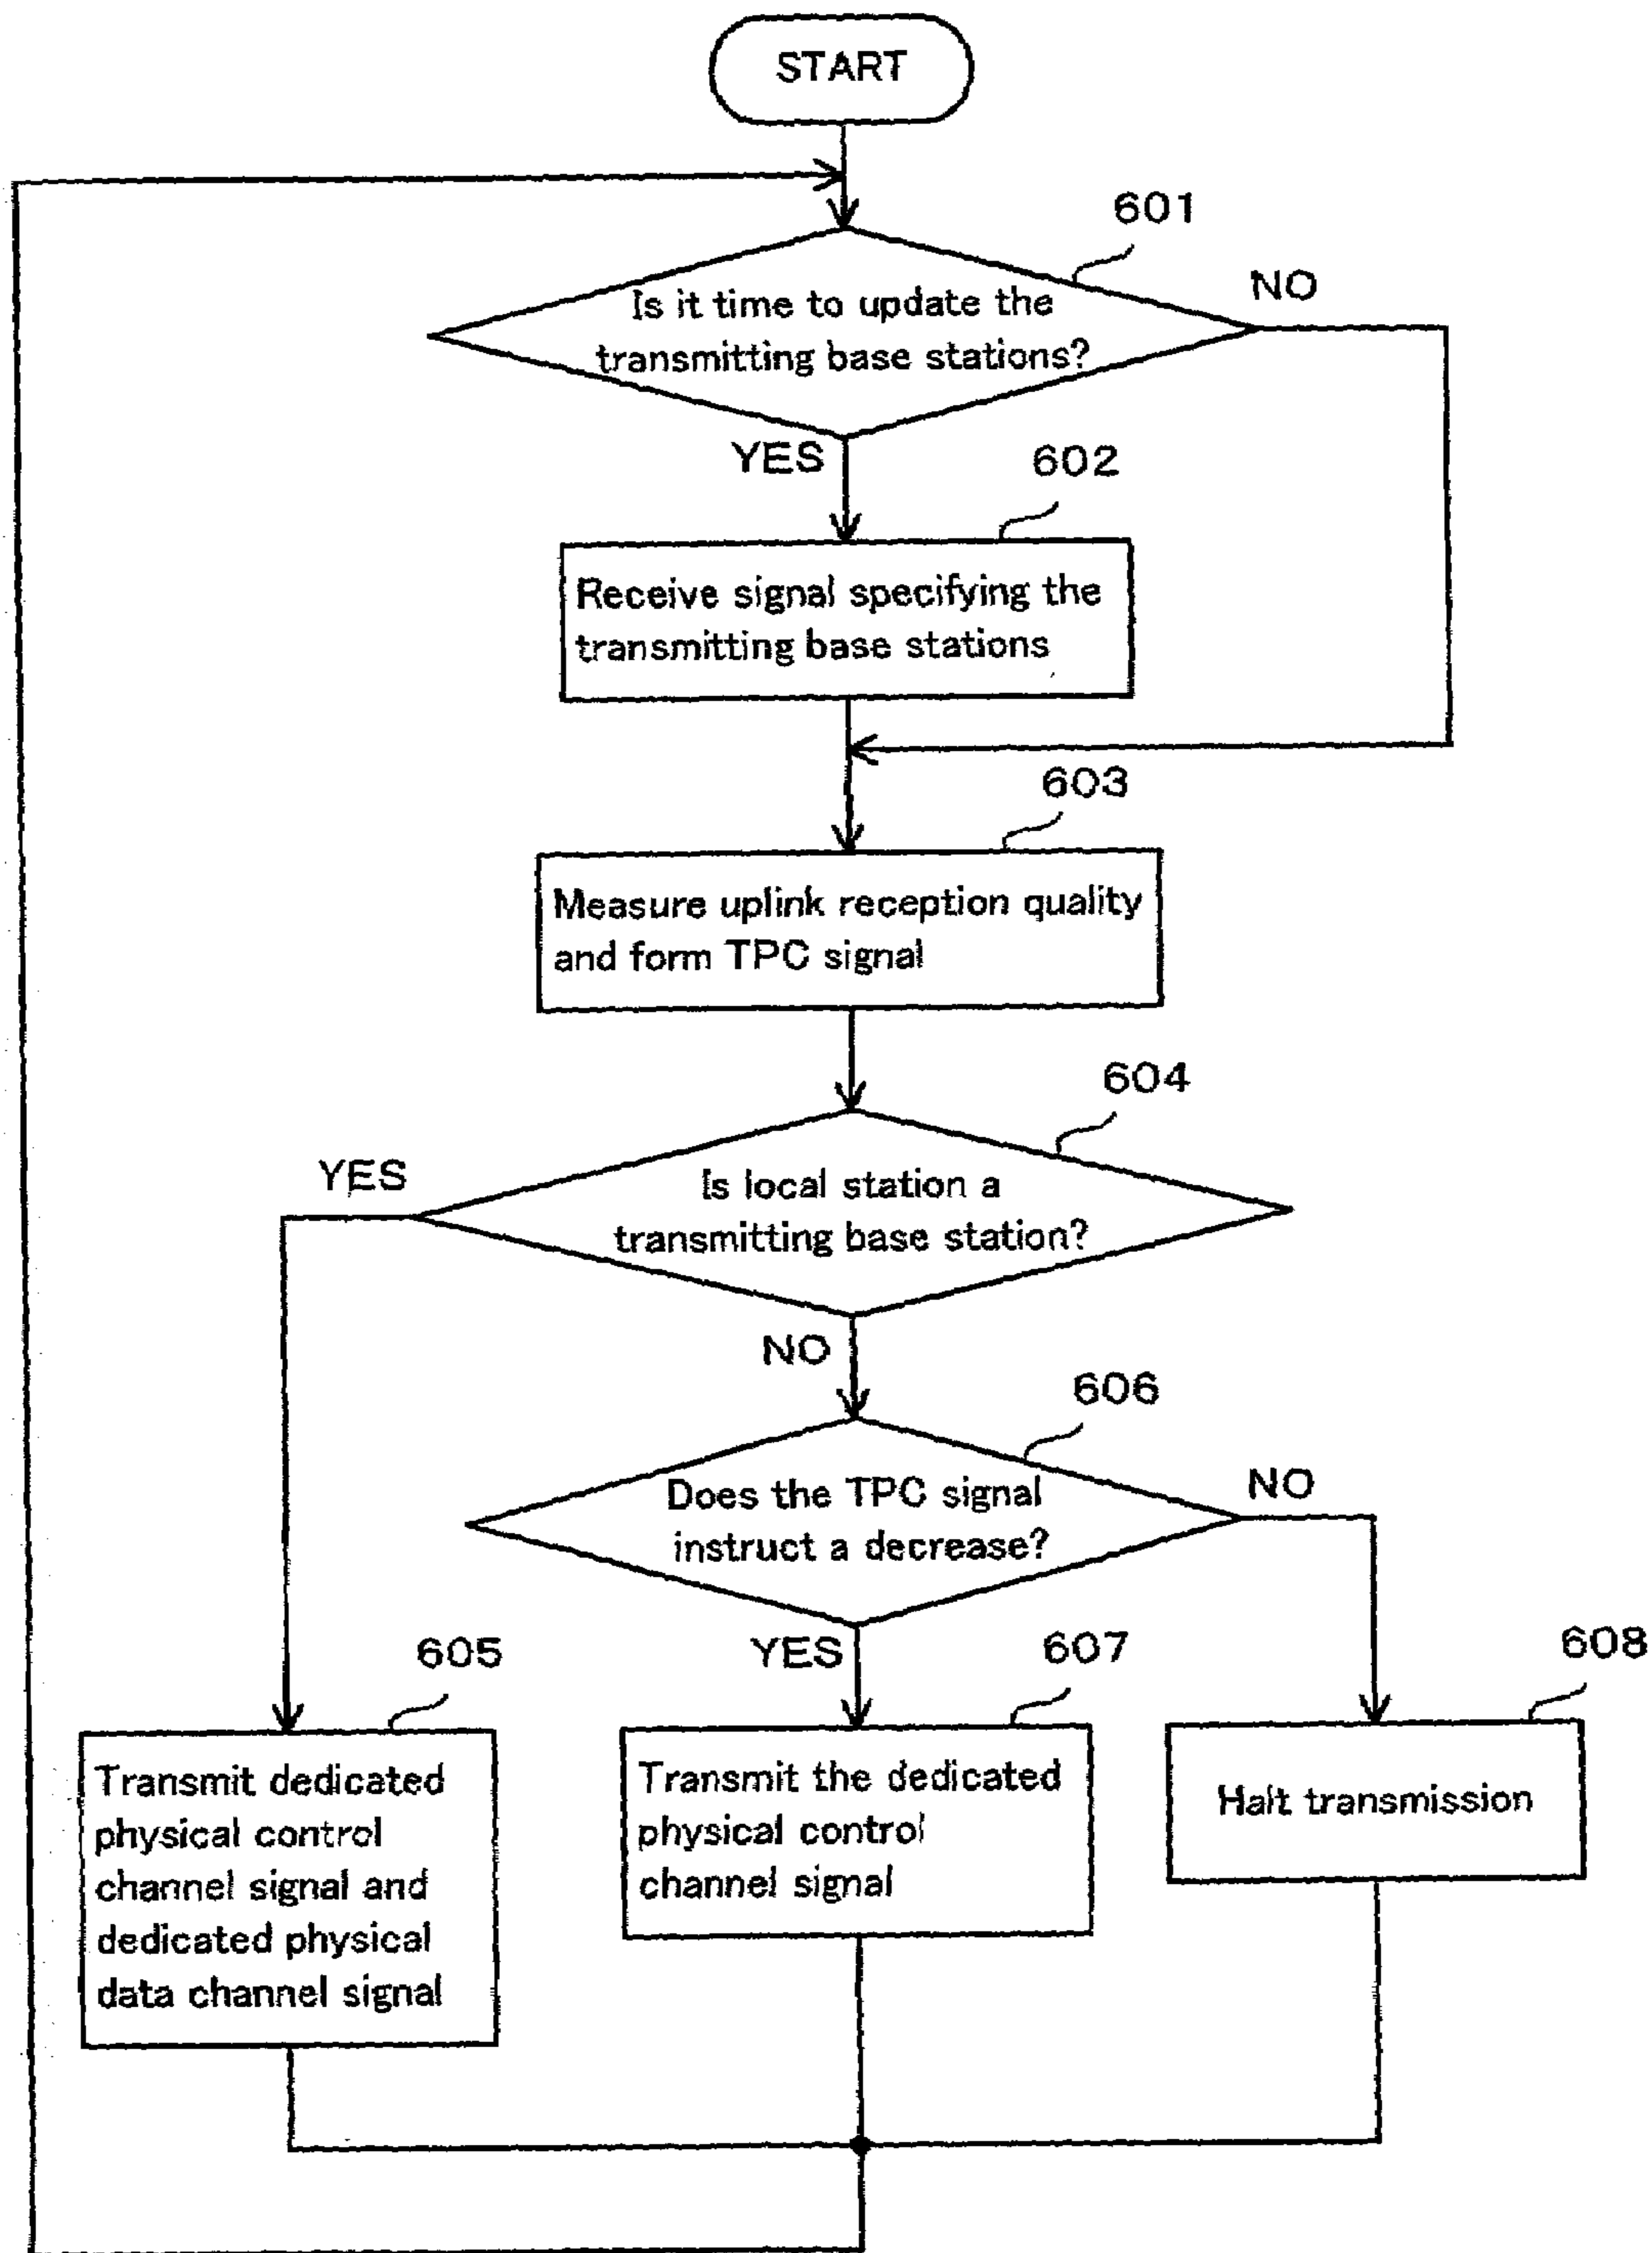 START
601
Is it time to update the
transmitting base stations?
NO
YES
602
Receive signal specifying the
transmitting base stations
603
Measure uplink reception quality
and form TPC signal
604
YES
Is local station a
transmitting base station?
NO
606
Does the TPC signal
instruct a decrease?
NO
YES
605
607
608
Transmit dedicated
physical control
channel signal and
dedicated physical
data channel signal
Transmit the dedicated
physical control
channel signal
Halt transmission